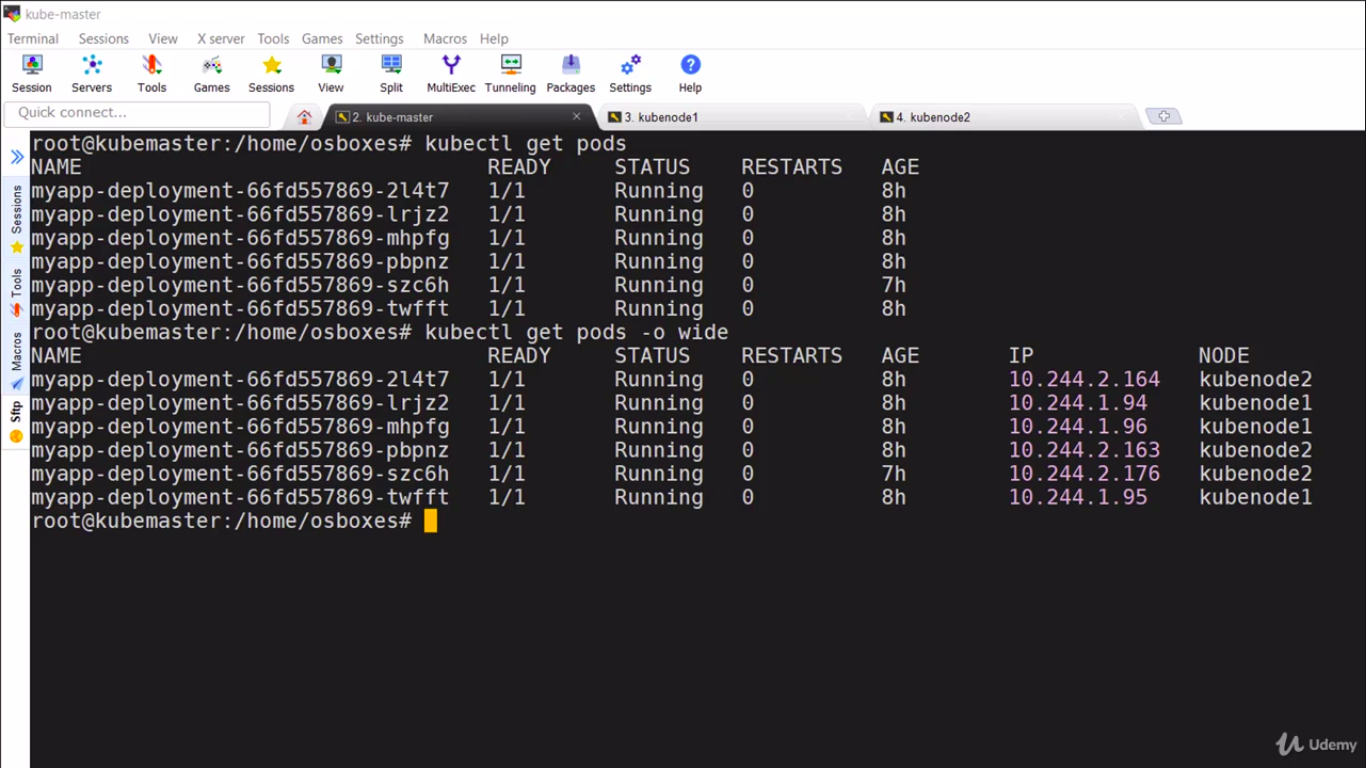 kube-master
Terminal Sessions View X server Tools Games Settings Macros Help
Session Servers Tools Games Sessions View Split MultiExec Tunneling Packages Settings Help
Quick connect... 2. kube-master 3. kubenode1 4. kubenode2
Sessions
Tools
Macros
Sftp
root@kubemaster:/home/osboxes# kubectl get pods
NAME READY STATUS RESTARTS AGE
myapp-deployment-66fd557869-2l4t7 1/1 Running 0 8h
myapp-deployment-66fd557869-lrjz2 1/1 Running 0 8h
myapp-deployment-66fd557869-mhpfg 1/1 Running 0 8h
myapp-deployment-66fd557869-pbpnz 1/1 Running 0 8h
myapp-deployment-66fd557869-szc6h 1/1 Running 0 7h
myapp-deployment-66fd557869-twfft 1/1 Running 0 8h
root@kubemaster:/home/osboxes# kubectl get pods -o wide
NAME READY STATUS RESTARTS AGE IP NODE
myapp-deployment-66fd557869-2l4t7 1/1 Running 0 8h 10.244.2.164 kubenode2
myapp-deployment-66fd557869-lrjz2 1/1 Running 0 8h 10.244.1.94 kubenode1
myapp-deployment-66fd557869-mhpfg 1/1 Running 0 8h 10.244.1.96 kubenode1
myapp-deployment-66fd557869-pbpnz 1/1 Running 0 8h 10.244.2.163 kubenode2
myapp-deployment-66fd557869-szc6h 1/1 Running 0 7h 10.244.2.176 kubenode2
myapp-deployment-66fd557869-twfft 1/1 Running 0 8h 10.244.1.95 kubenode1
root@kubemaster:/home/osboxes#
Udemy